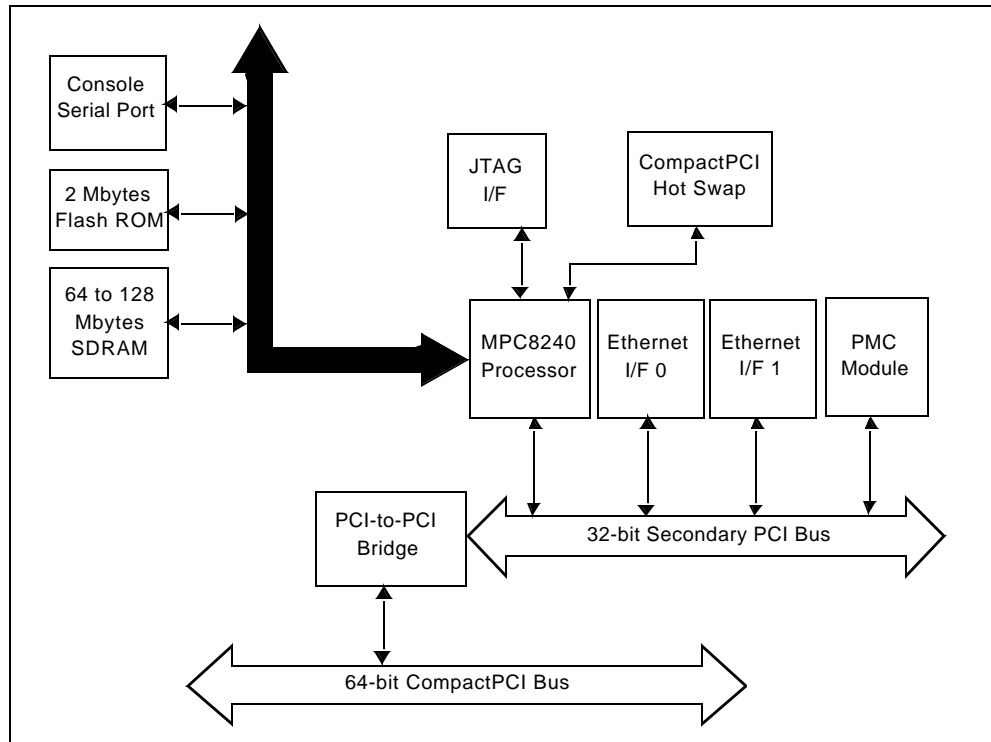 Console
Serial Port
2 Mbytes
Flash ROM
64 to 128
Mbytes
SDRAM
JTAG
I/F
CompactPCI
Hot Swap
MPC8240
Processor
Ethernet
I/F 0
Ethernet
I/F 1
PMC
Module
PCI-to-PCI
Bridge
32-bit Secondary PCI Bus
64-bit CompactPCI Bus